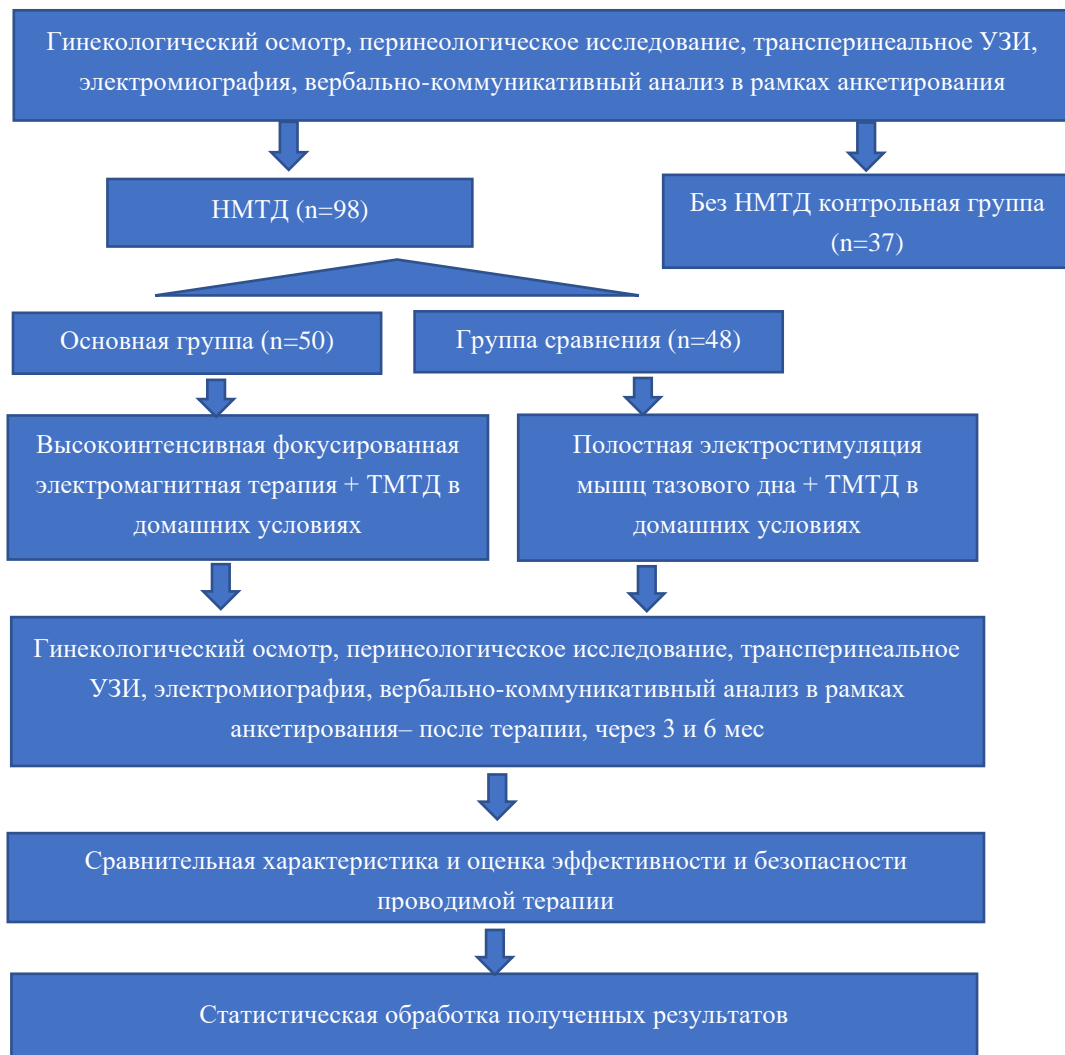 Гинекологический осмотр, перинеологическое исследование, трансперинеальное УЗИ,
электромиография, вербально-коммуникативный анализ в рамках анкетирования
НМТД (n=98)
Без НМТД контрольная группа
(n=37)
Основная группа (n=50)
Группа сравнения (n=48)
Высокоинтенсивная фокусированная
электромагнитная терапия + ТМТД в
домашних условиях
Полостная электростимуляция
мышц тазового дна + ТМТД в
домашних условиях
Гинекологический осмотр, перинеологическое исследование, трансперинеальное
УЗИ, электромиография, вербально-коммуникативный анализ в рамках
анкетирования– после терапии, через 3 и 6 мес
Сравнительная характеристика и оценка эффективности и безопасности
проводимой терапии
Статистическая обработка полученных результатов